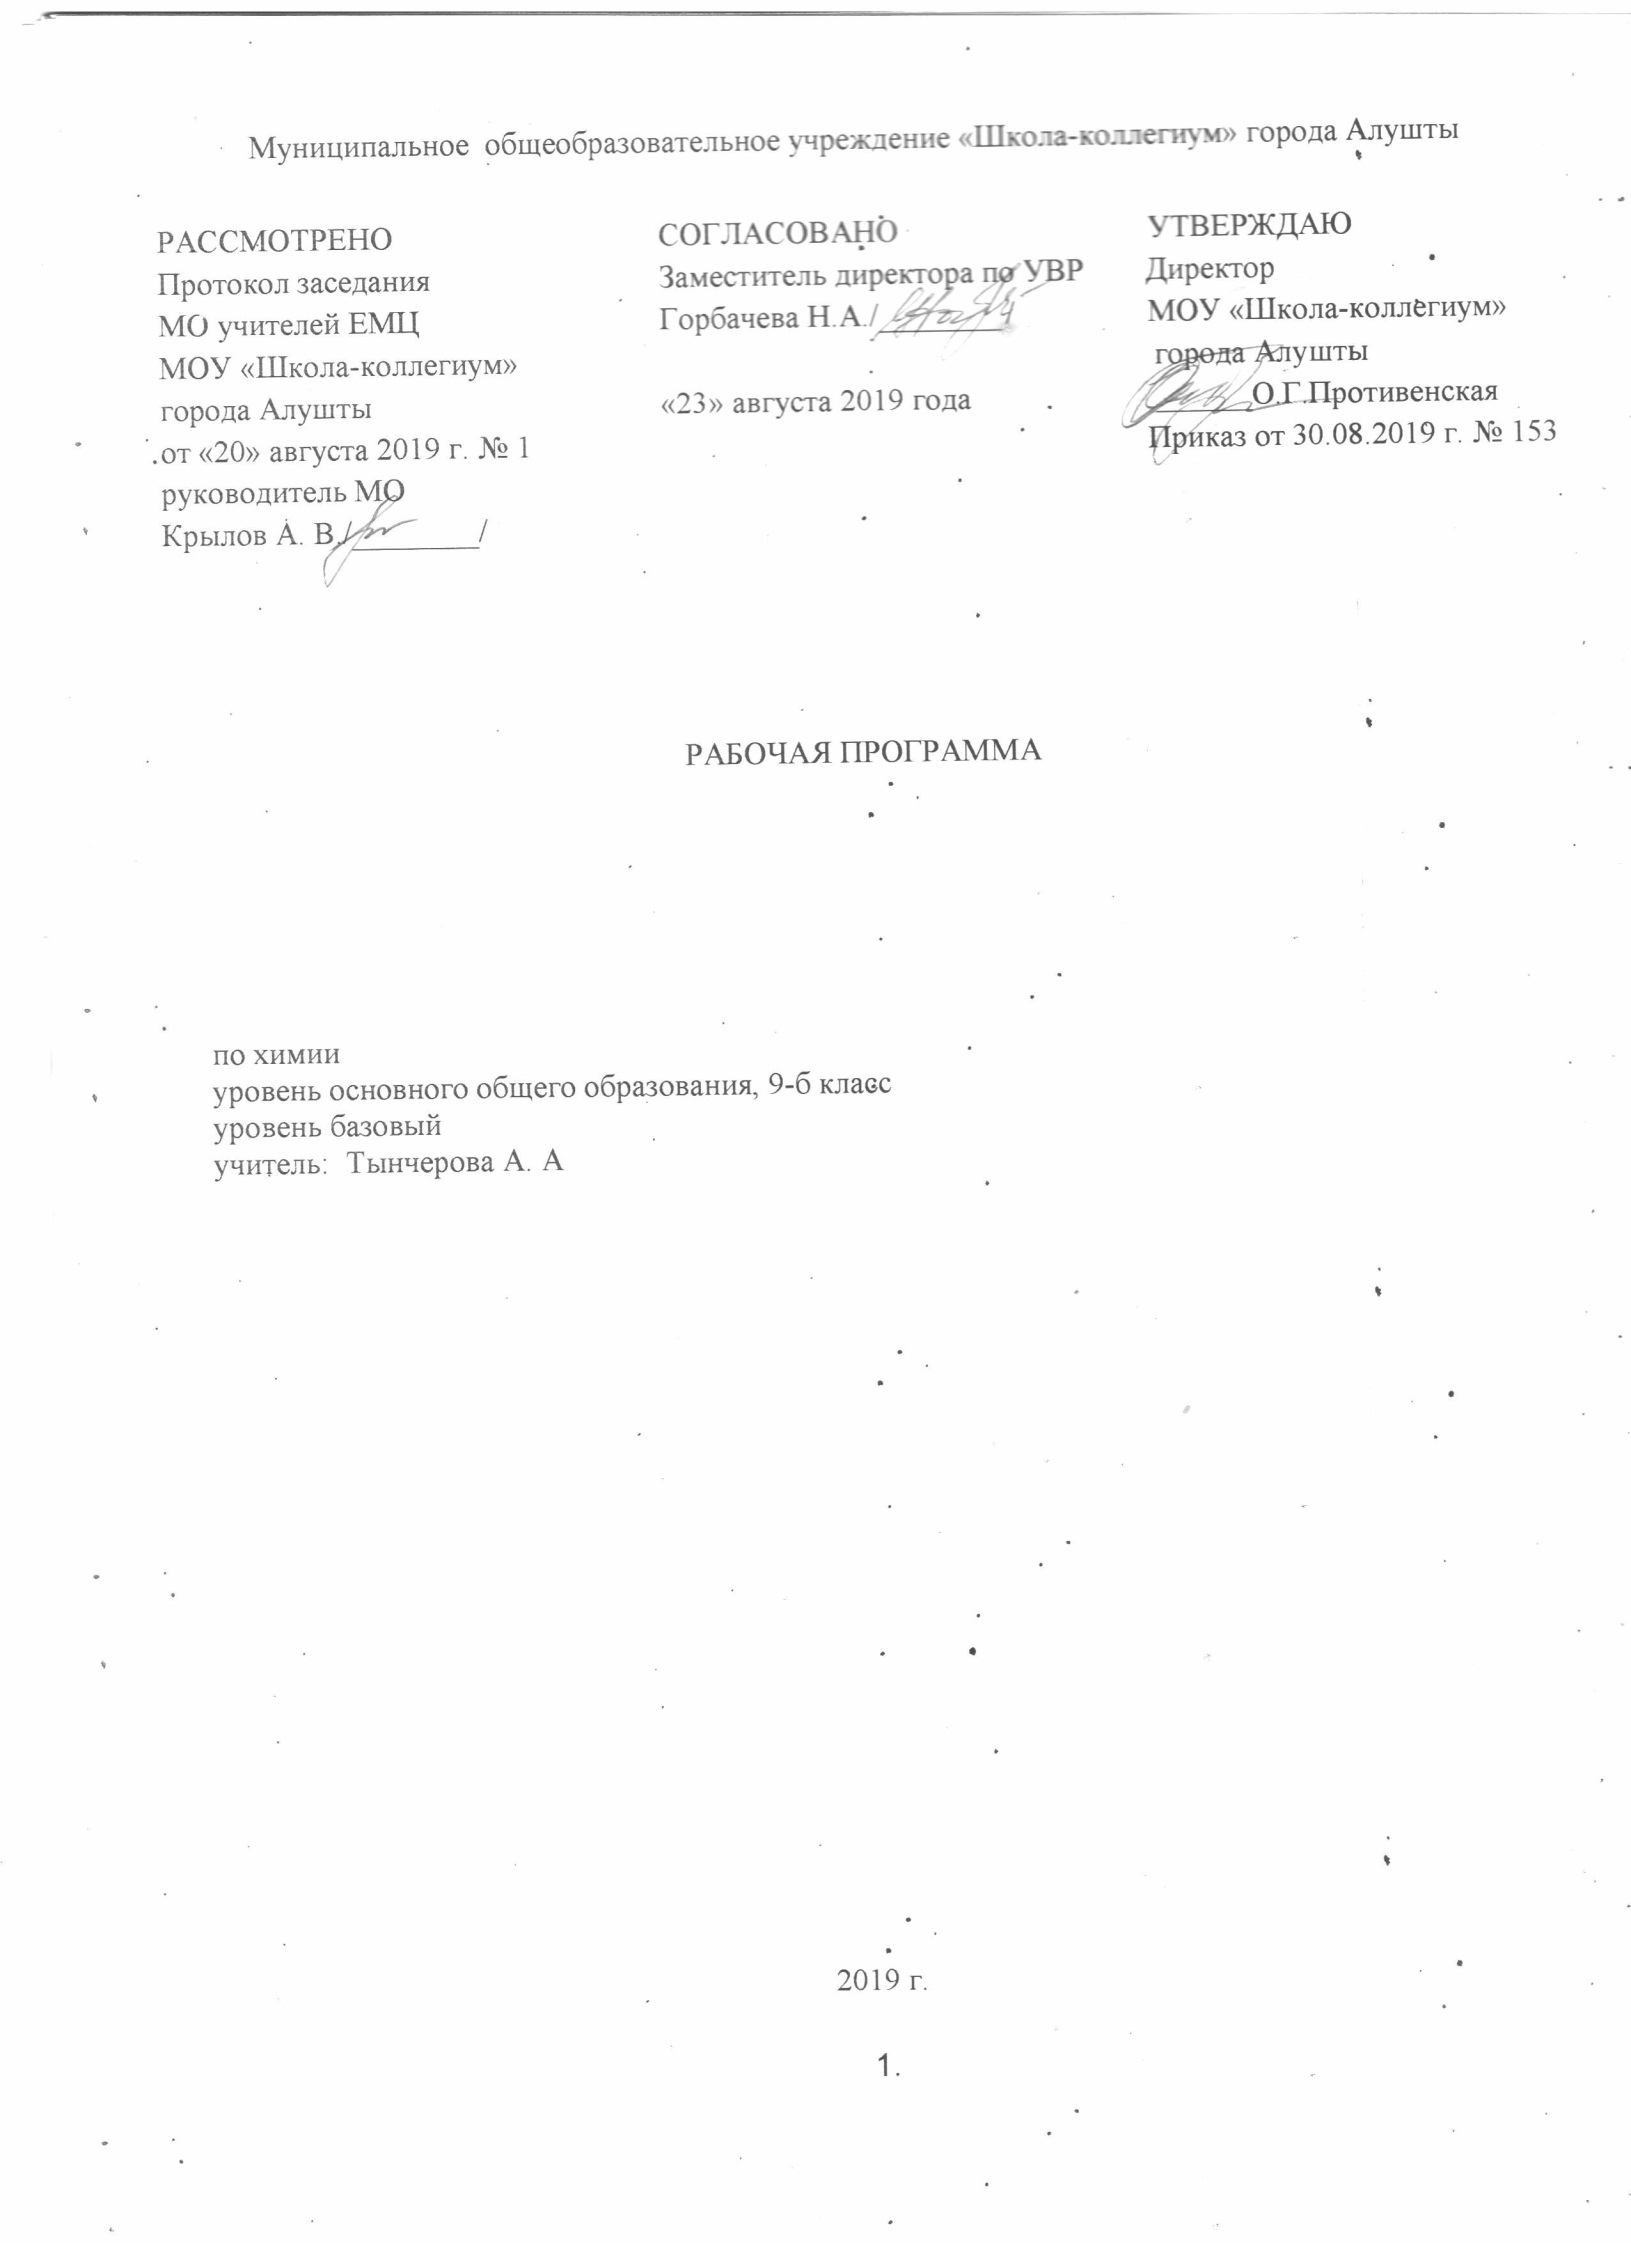 Муниципальное общеобразовательное учреждение «Школа-коллегиум» города Алушты
РАССМОТРЕНО
Протокол заседания
МО учителей ЕМЦ
МОУ «Школа-коллегиум»
города Алушты
от «20» августа 2019 г. № 1
руководитель МО
Крылов А. В./________/
СОГЛАСОВАНО
Заместитель директора по УВР
Горбачева Н.А./________
«23» августа 2019 года
УТВЕРЖДАЮ
Директор
МОУ «Школа-коллегиум»
города Алушты
______О.Г.Противенская
Приказ от 30.08.2019 г. № 153
РАБОЧАЯ ПРОГРАММА
по химии
уровень основного общего образования, 9-б класс
уровень базовый
учитель: Тынчерова А. А
2019 г.
1.